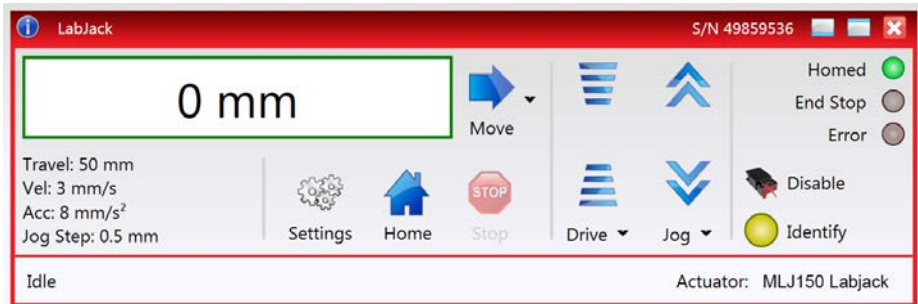 LabJack
S/N 49859536
0 mm
Move
Homed
End Stop
Error
Travel: 50 mm
Vel: 3 mm/s
Acc: 8 mm/s²
Jog Step: 0.5 mm
Settings
Home
STOP
Stop
Drive
Jog
Disable
Identify
Idle
Actuator: MLJ150 Labjack